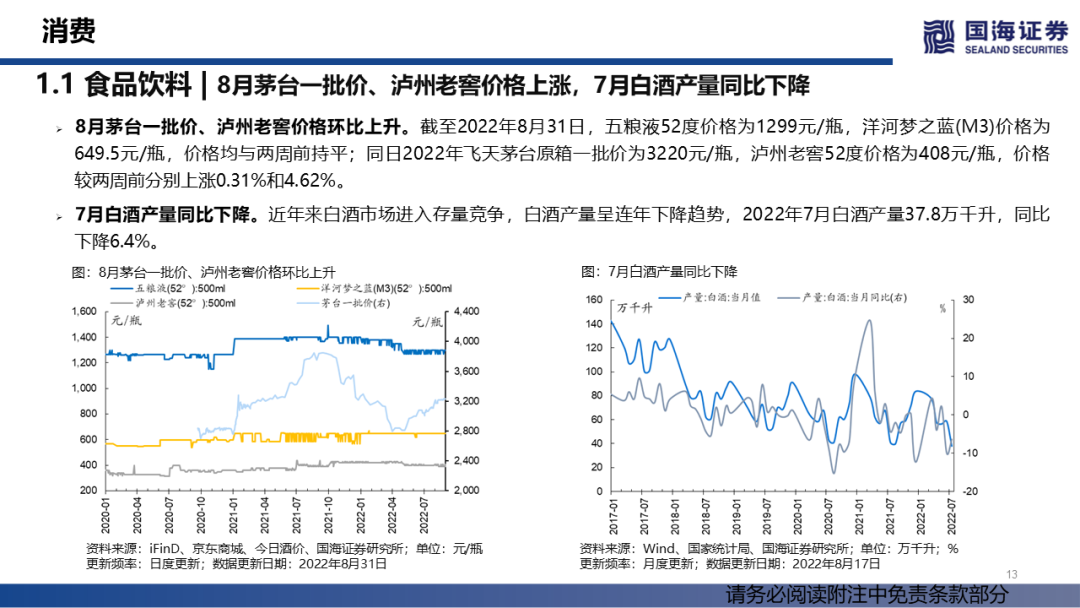 消费
国海证券
SEALAND SECURITIES
1.1 食品饮料 | 8月茅台一批价、泸州老窖价格上涨，7月白酒产量同比下降
➢ 8月茅台一批价、泸州老窖价格环比上升。截至2022年8月31日，五粮液52度价格为1299元/瓶，洋河梦之蓝(M3)价格为
649.5元/瓶，价格均与两周前持平；同日2022年飞天茅台原箱一批价为3220元/瓶，泸州老窖52度价格为408元/瓶，价格
较两周前分别上涨0.31%和4.62%。
➢ 7月白酒产量同比下降。近年来白酒市场进入存量竞争，白酒产量呈连年下降趋势，2022年7月白酒产量37.8万千升，同比
下降6.4%。
图：8月茅台一批价、泸州老窖价格环比上升
五粮液(52°):500ml
洋河梦之蓝(M3)(52°):500ml
泸州老窖(52°):500ml
茅台一批价(右)
元/瓶
元/瓶
1,600
1,400
1,200
1,000
800
600
400
200
4,400
4,000
3,600
3,200
2,800
2,400
2,000
2020-01
2020-04
2020-07
2020-10
2021-01
2021-04
2021-07
2021-10
2022-01
2022-04
2022-07
资料来源：iFinD、京东商城、今日酒价、国海证券研究所；单位：元/瓶
更新频率：日度更新；数据更新日期：2022年8月31日
图：7月白酒产量同比下降
产量:白酒:当月值
产量:白酒:当月同比(右)
万千升
%
160
140
120
100
80
60
40
20
0
30
20
10
0
-10
-20
2017-01
2017-07
2018-01
2018-07
2019-01
2019-07
2020-01
2020-07
2021-01
2021-07
2022-01
2022-07
资料来源：Wind、国家统计局、国海证券研究所；单位：万千升；%
更新频率：月度更新；数据更新日期：2022年8月17日
13
请务必阅读附注中免责条款部分